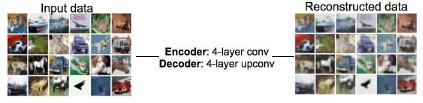 Input data
Reconstructed data
Encoder: 4-layer conv
Decoder: 4-layer upconv